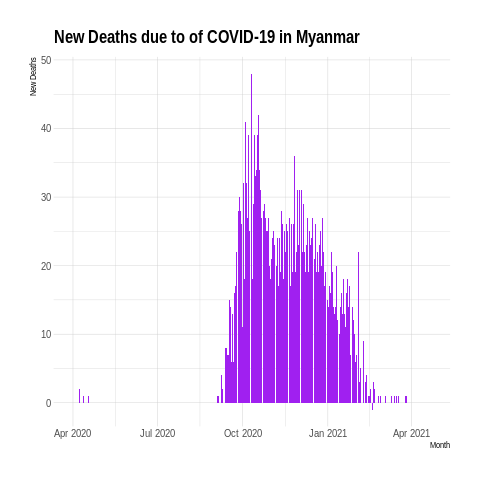 New Deaths due to of COVID-19 in Myanmar
New Deaths
50
40
30
20
10
0
Apr 2020
Jul 2020
Oct 2020
Jan 2021
Apr 2021
Month